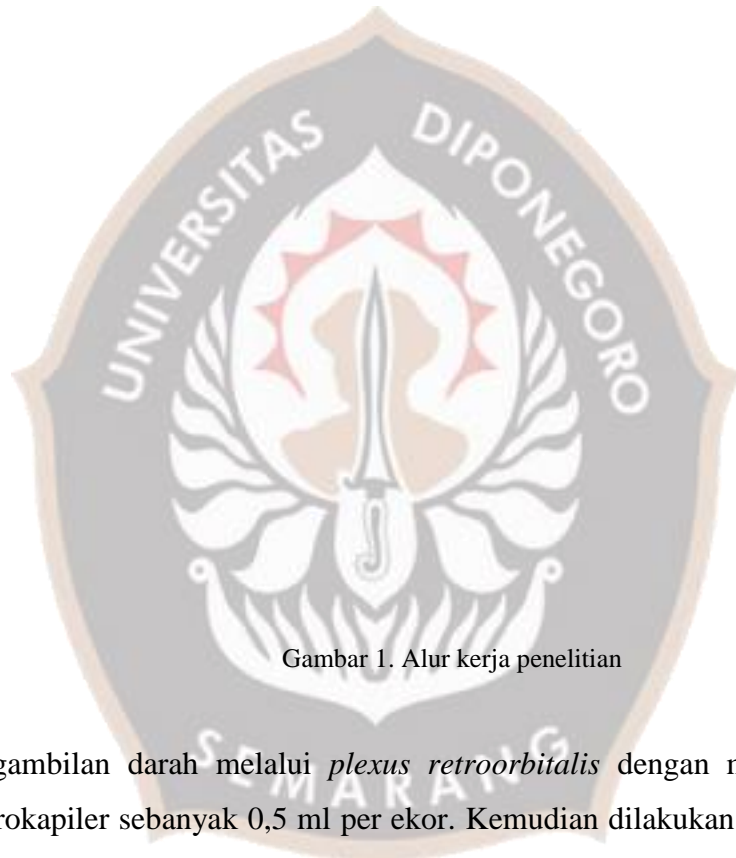 UNIVERSITAS DIPONEGORO
Gambar 1. Alur kerja penelitian
gambilan darah melalui plexus retroorbitalis dengan
SEMARANG
rokapiler sebanyak 0,5 ml per ekor. Kemudian dilakukan